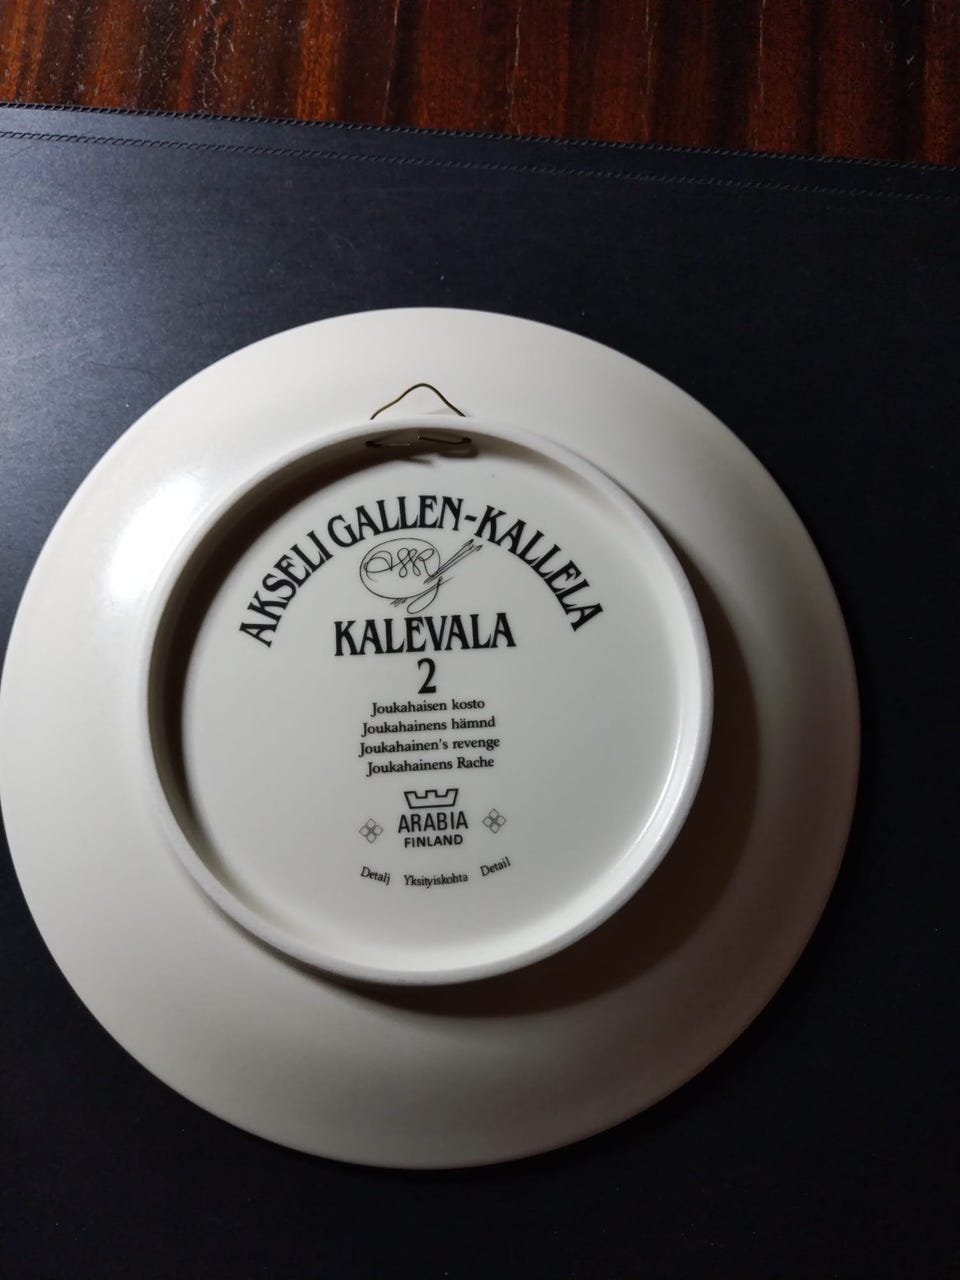 AKSELI GALLEN-KALLELA
KALEVALA
2
Joukahaisen kosto
Joukahainens hämnd
Joukahainen's revenge
Joukahainens Rache
ARABIA
FINLAND
Detalj Yksityiskohta Detail